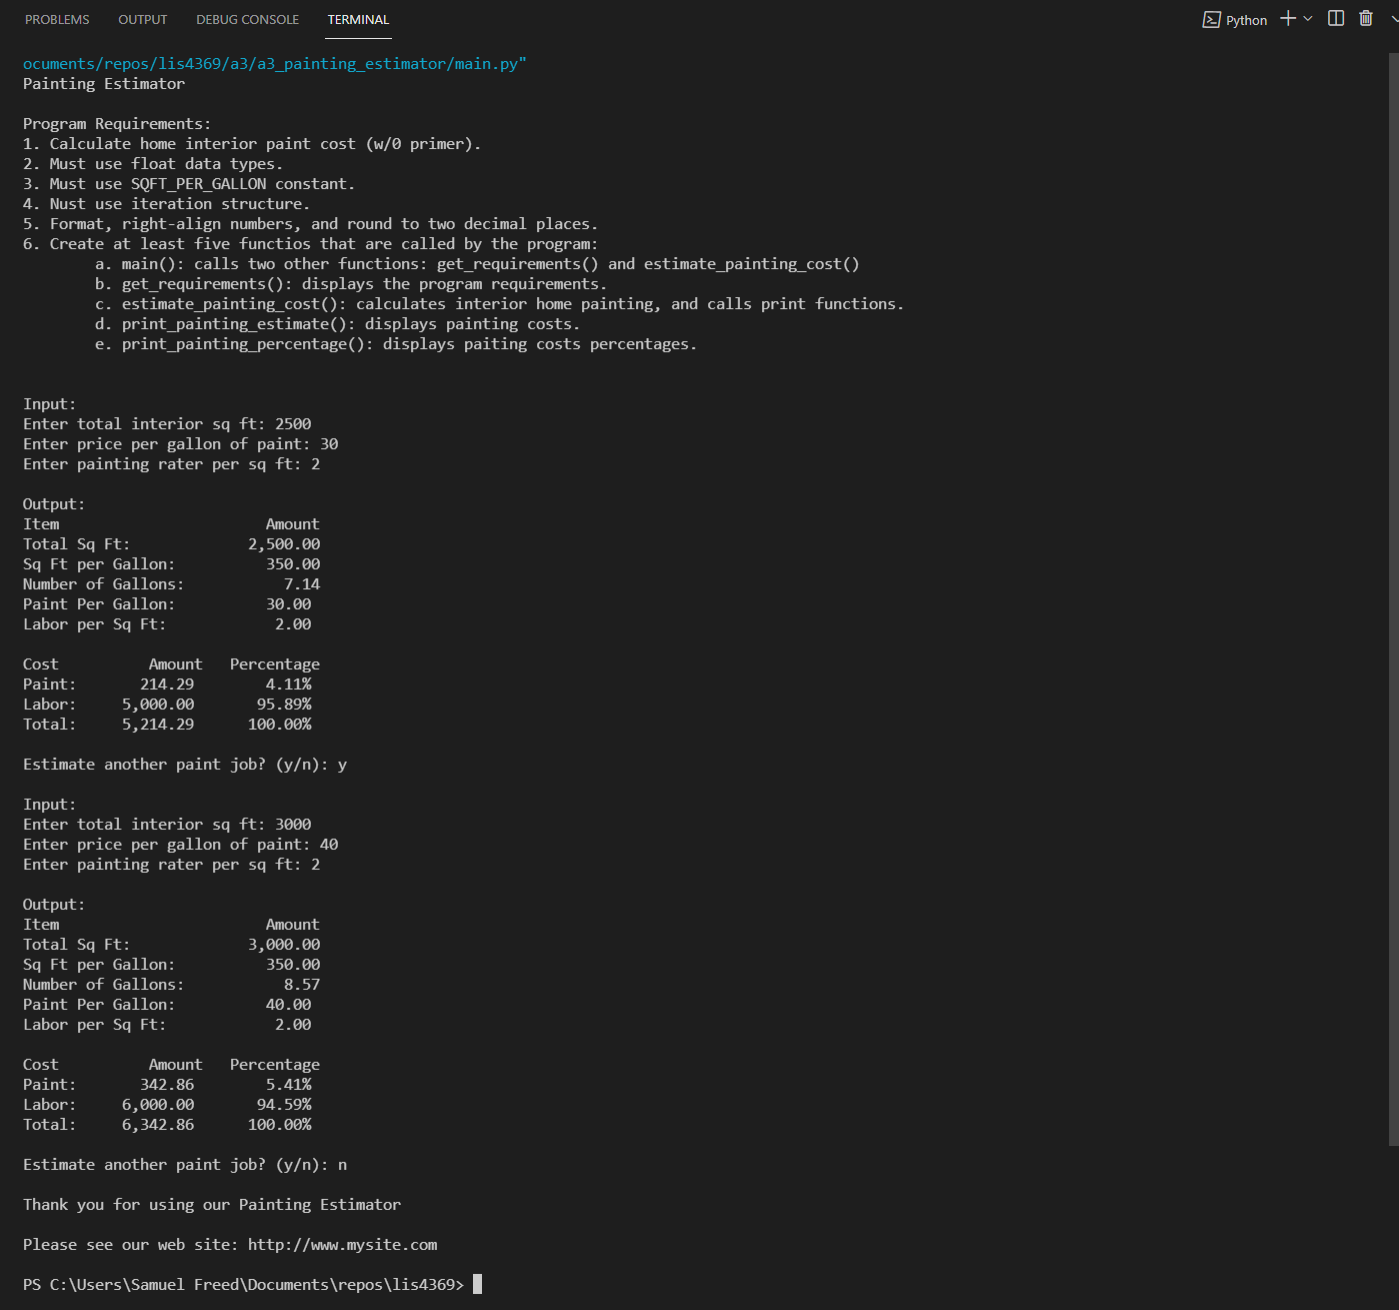 PROBLEMS OUTPUT DEBUG CONSOLE TERMINAL Python
ocuments/repos/lis4369/a3/a3_painting_estimator/main.py"
Painting Estimator
Program Requirements:
1. Calculate home interior paint cost (w/0 primer).
2. Must use float data types.
3. Must use SQFT_PER_GALLON constant.
4. Nust use iteration structure.
5. Format, right-align numbers, and round to two decimal places.
6. Create at least five functios that are called by the program:
a. main(): calls two other functions: get_requirements() and estimate_painting_cost()
b. get_requirements(): displays the program requirements.
c. estimate_painting_cost(): calculates interior home painting, and calls print functions.
d. print_painting_estimate(): displays painting costs.
e. print_painting_percentage(): displays paiting costs percentages.
Input:
Enter total interior sq ft: 2500
Enter price per gallon of paint: 30
Enter painting rater per sq ft: 2
Output:
Item Amount
Total Sq Ft: 2,500.00
Sq Ft per Gallon: 350.00
Number of Gallons: 7.14
Paint Per Gallon: 30.00
Labor per Sq Ft: 2.00
Cost Amount Percentage
Paint: 214.29 4.11%
Labor: 5,000.00 95.89%
Total: 5,214.29 100.00%
Estimate another paint job? (y/n): y
Input:
Enter total interior sq ft: 3000
Enter price per gallon of paint: 40
Enter painting rater per sq ft: 2
Output:
Item Amount
Total Sq Ft: 3,000.00
Sq Ft per Gallon: 350.00
Number of Gallons: 8.57
Paint Per Gallon: 40.00
Labor per Sq Ft: 2.00
Cost Amount Percentage
Paint: 342.86 5.41%
Labor: 6,000.00 94.59%
Total: 6,342.86 100.00%
Estimate another paint job? (y/n): n
Thank you for using our Painting Estimator
Please see our web site: http://www.mysite.com
PS C:\Users\Samuel Freed\Documents\repos\lis4369>